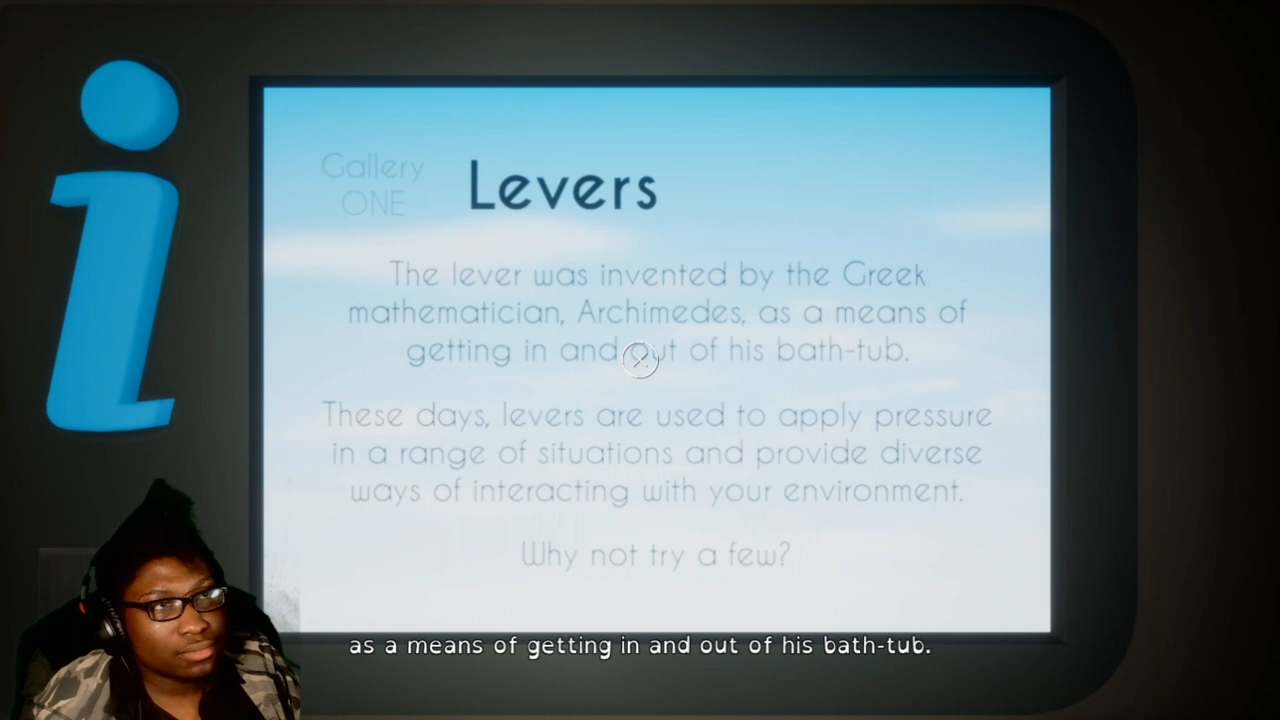 Gallery
ONE
Levers
The lever was invented by the Greek
mathematician, Archimedes, as a means of
getting in and out of his bath-tub.
These days, levers are used to apply pressure
in a range of situations and provide diverse
ways of interacting with your environment.
Why not try a few?
as a means of getting in and out of his bath-tub.